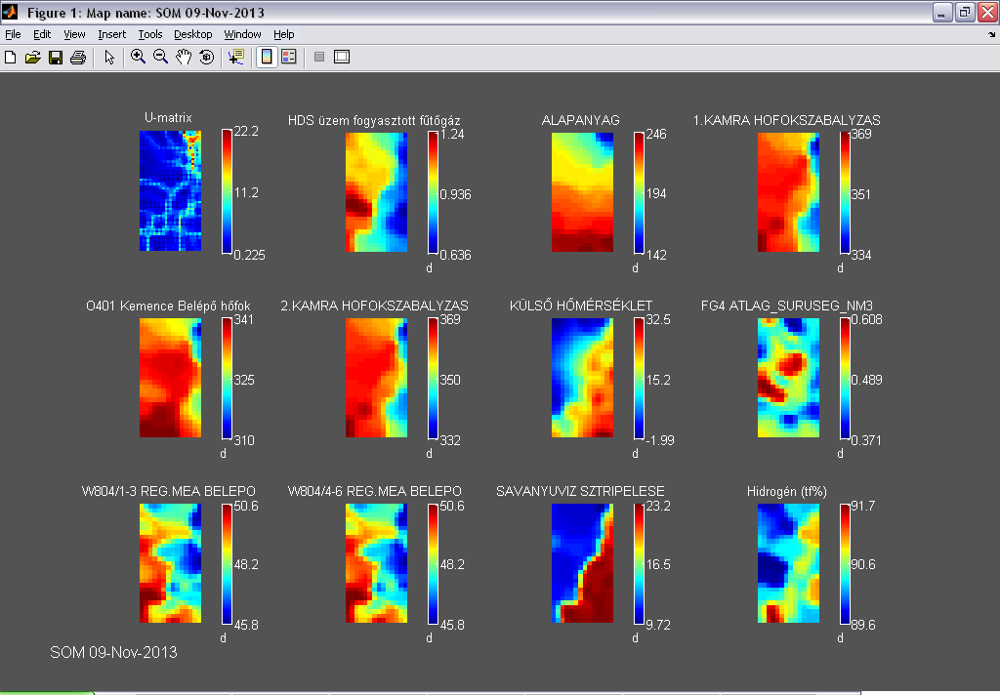 Figure 1: Map name: SOM 09-Nov-2013
File Edit View Insert Tools Desktop Window Help
U-matrix
22.2
11.2
0.225
HDS üzem fogyasztott fűtőgáz
1.24
0.936
0.636
d
ALAPANYAG
246
194
142
d
1.KAMRA HOFOKSZABALYZAS
369
351
334
d
O401 Kemence Belépő hőfok
341
325
310
d
2.KAMRA HOFOKSZABALYZAS
369
350
332
d
KÜLSŐ HŐMÉRSÉKLET
32.5
15.2
-1.99
d
FG4 ATLAG_SURUSEG_NM3
0.608
0.489
0.371
d
W804/1-3 REG.MEA BELEPO
50.6
48.2
45.8
d
W804/4-6 REG.MEA BELEPO
50.6
48.2
45.8
d
SAVANYUVIZ SZTRIPELESE
23.2
16.5
9.72
d
Hidrogén (tf%)
91.7
90.6
89.6
d
SOM 09-Nov-2013